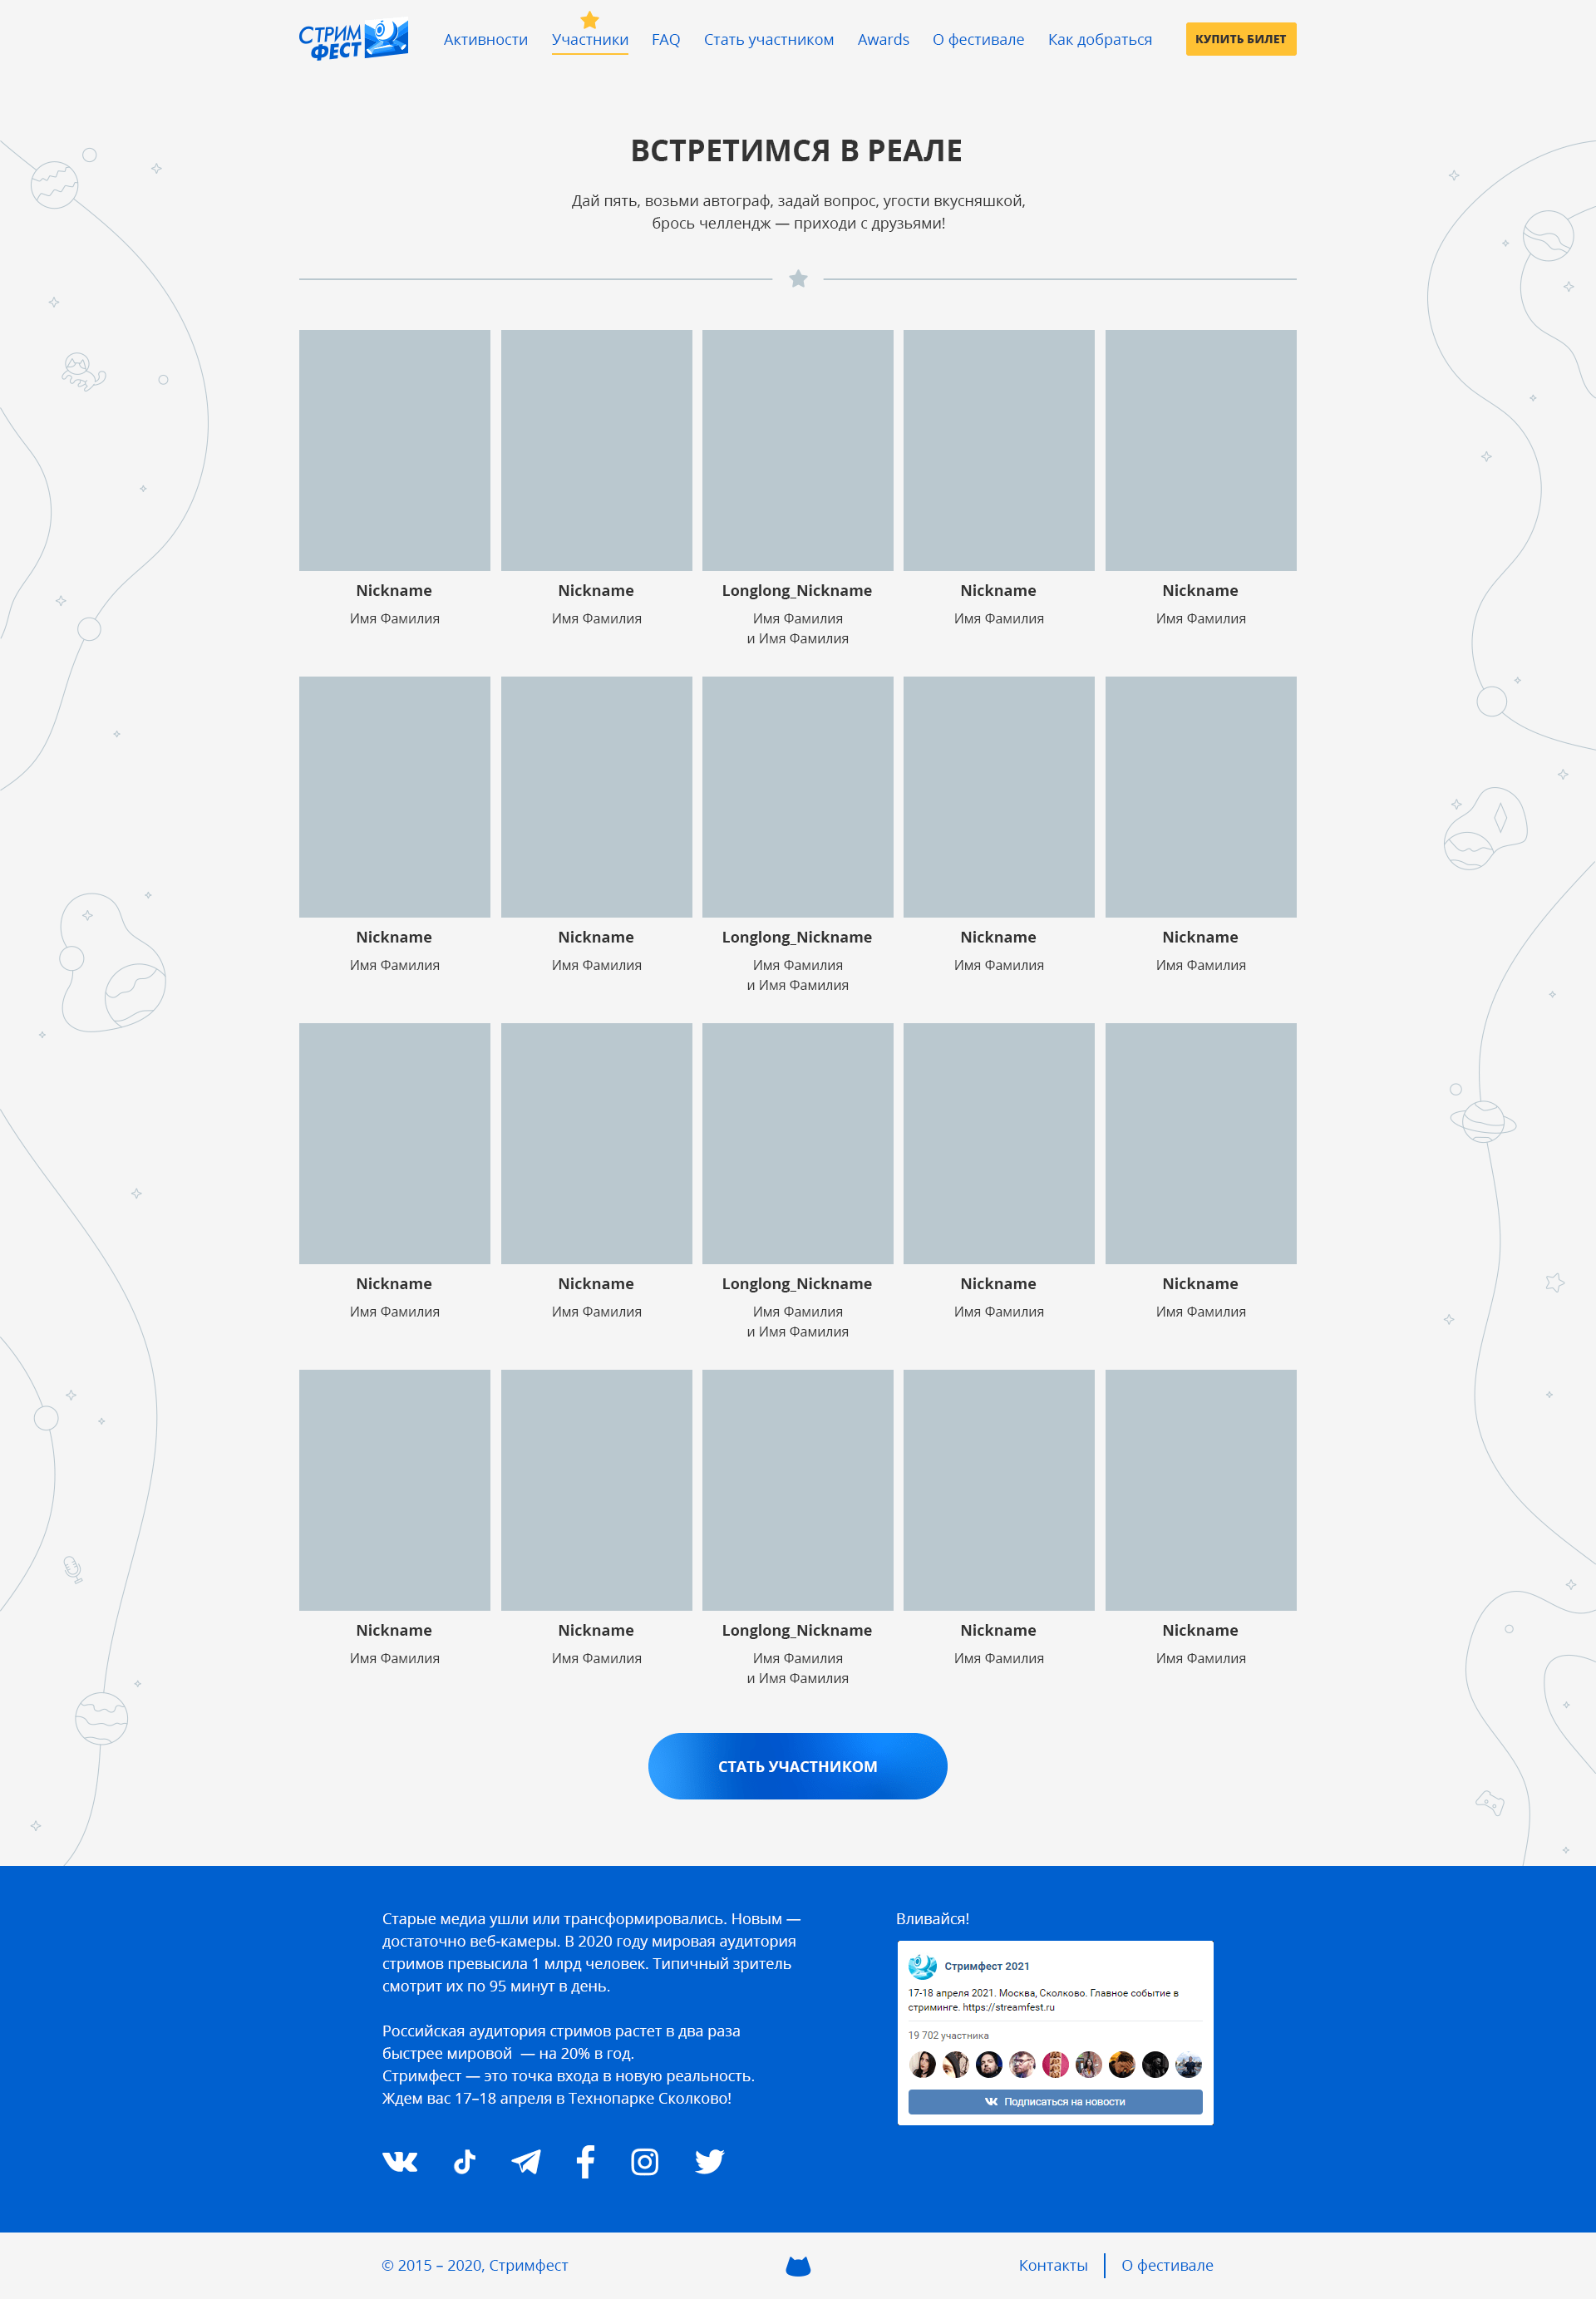 СТРИМ
ФЕСТ
Активности Участники FAQ Стать участником Awards О фестивале Как добраться КУПИТЬ БИЛЕТ
ВСТРЕТИМСЯ В РЕАЛЕ
Дай пять, возьми автограф, задай вопрос, угости вкусняшкой,
брось челлендж — приходи с друзьями!
Nickname Nickname Longlong_Nickname Nickname Nickname
Имя Фамилия Имя Фамилия Имя Фамилия Имя Фамилия Имя Фамилия
и Имя Фамилия
Nickname Nickname Longlong_Nickname Nickname Nickname
Имя Фамилия Имя Фамилия Имя Фамилия Имя Фамилия Имя Фамилия
и Имя Фамилия
Nickname Nickname Longlong_Nickname Nickname Nickname
Имя Фамилия Имя Фамилия Имя Фамилия Имя Фамилия Имя Фамилия
и Имя Фамилия
Nickname Nickname Longlong_Nickname Nickname Nickname
Имя Фамилия Имя Фамилия Имя Фамилия Имя Фамилия Имя Фамилия
и Имя Фамилия
СТАТЬ УЧАСТНИКОМ
Старые медиа ушли или трансформировались. Новым —
достаточно веб-камеры. В 2020 году мировая аудитория
стримов превысила 1 млрд человек. Типичный зритель
смотрит их по 95 минут в день.
Российская аудитория стримов растет в два раза
быстрее мировой — на 20% в год.
Стримфест — это точка входа в новую реальность.
Ждем вас 17–18 апреля в Технопарке Сколково!
Вливайся!
Стримфест 2021
17-18 апреля 2021. Москва, Сколково. Главное событие в
стриминге. https://streamfest.ru
19 702 участника
Подписаться на новости
© 2015 – 2020, Стримфест
Контакты О фестивале